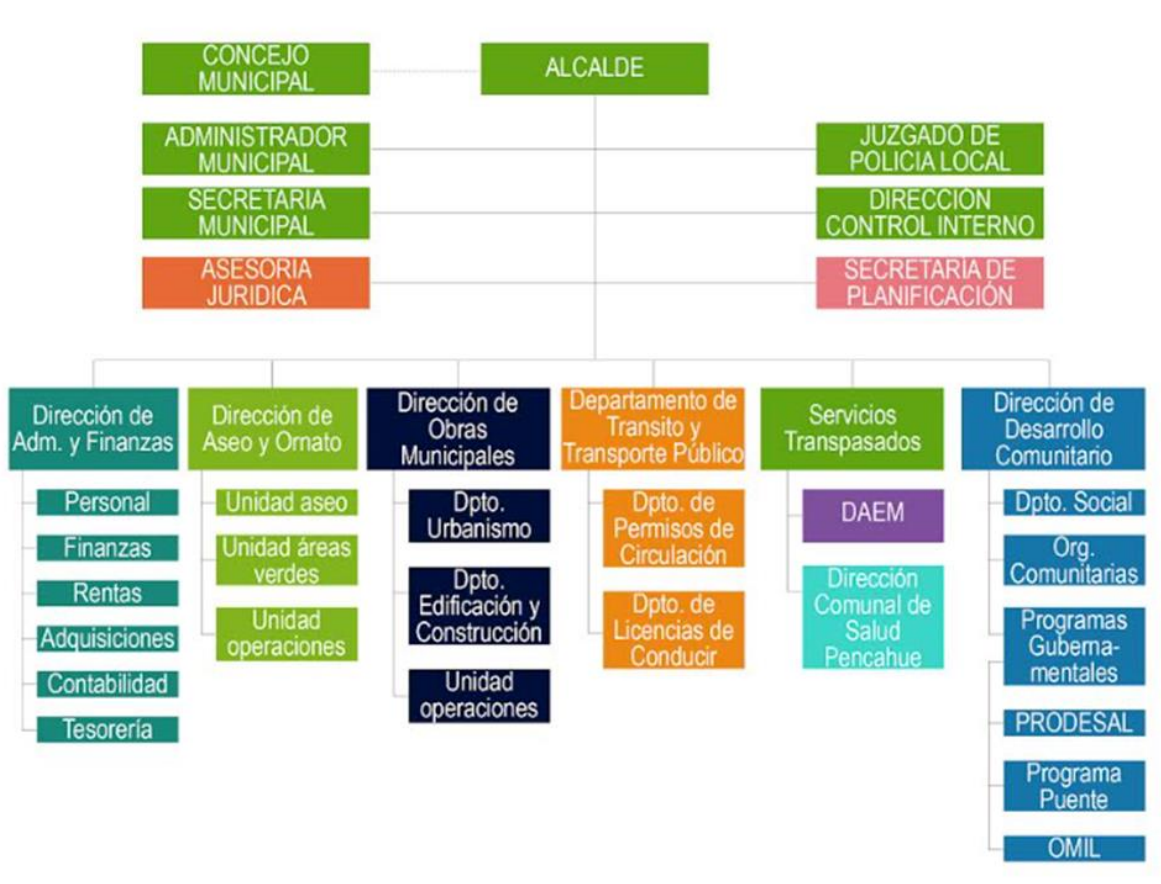 CONCEJO
MUNICIPAL
ALCALDE
ADMINISTRADOR
MUNICIPAL
JUZGADO DE
POLICIA LOCAL
SECRETARIA
MUNICIPAL
DIRECCIÓN
CONTROL INTERNO
ASESORIA
JURIDICA
SECRETARÍA DE
PLANIFICACIÓN
Dirección de
Adm. y Finanzas
Personal
Finanzas
Rentas
Adquisiciones
Contabilidad
Tesorería
Dirección de
Aseo y Ornato
Unidad aseo
Unidad áreas
verdes
Unidad
operaciones
Dirección de
Obras
Municipales
Dpto.
Urbanismo
Dpto.
Edificación y
Construcción
Unidad
operaciones
Departamento de
Transito y
Transporte Público
Dpto. de
Permisos de
Circulación
Dpto. de
Licencias de
Conducir
Servicios
Transpasados
DAEM
Dirección
Comunal de
Salud
Pencahue
Dirección de
Desarrollo
Comunitario
Dpto. Social
Org.
Comunitarias
Programas
Guberna-
mentales
PRODESAL
Programa
Puente
OMIL